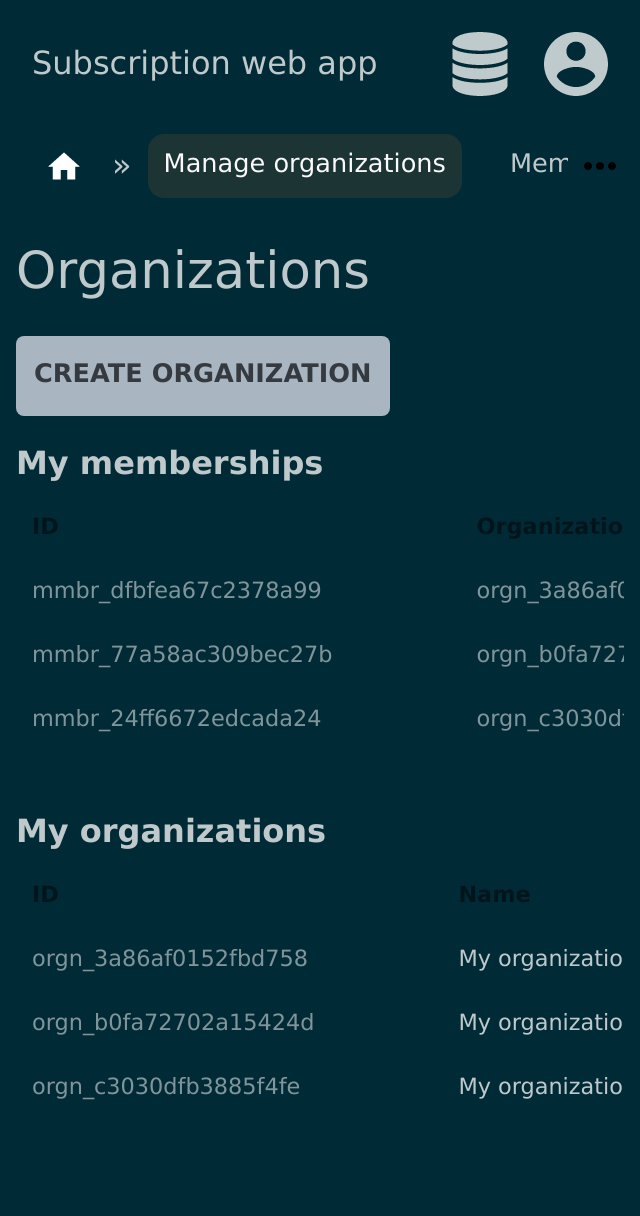 Subscription web app
» Manage organizations Mem
Organizations
CREATE ORGANIZATION
My memberships
ID Organizatio
mmbr_dfbfea67c2378a99 orgn_3a86af0
mmbr_77a58ac309bec27b orgn_b0fa727
mmbr_24ff6672edcada24 orgn_c3030d
My organizations
ID Name
orgn_3a86af0152fbd758 My organizatio
orgn_b0fa72702a15424d My organizatio
orgn_c3030dfb3885f4fe My organizatio